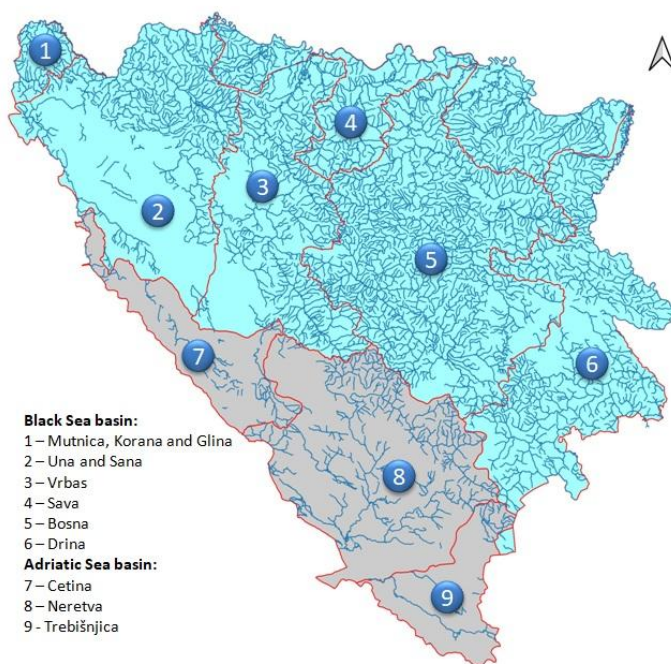 1
4
3
2
5
7
6
8
9
Black Sea basin:
1 – Mutnica, Korana and Glina
2 – Una and Sana
3 – Vrbas
4 – Sava
5 – Bosna
6 – Drina
Adriatic Sea basin:
7 – Cetina
8 – Neretva
9 - Trebišnjica